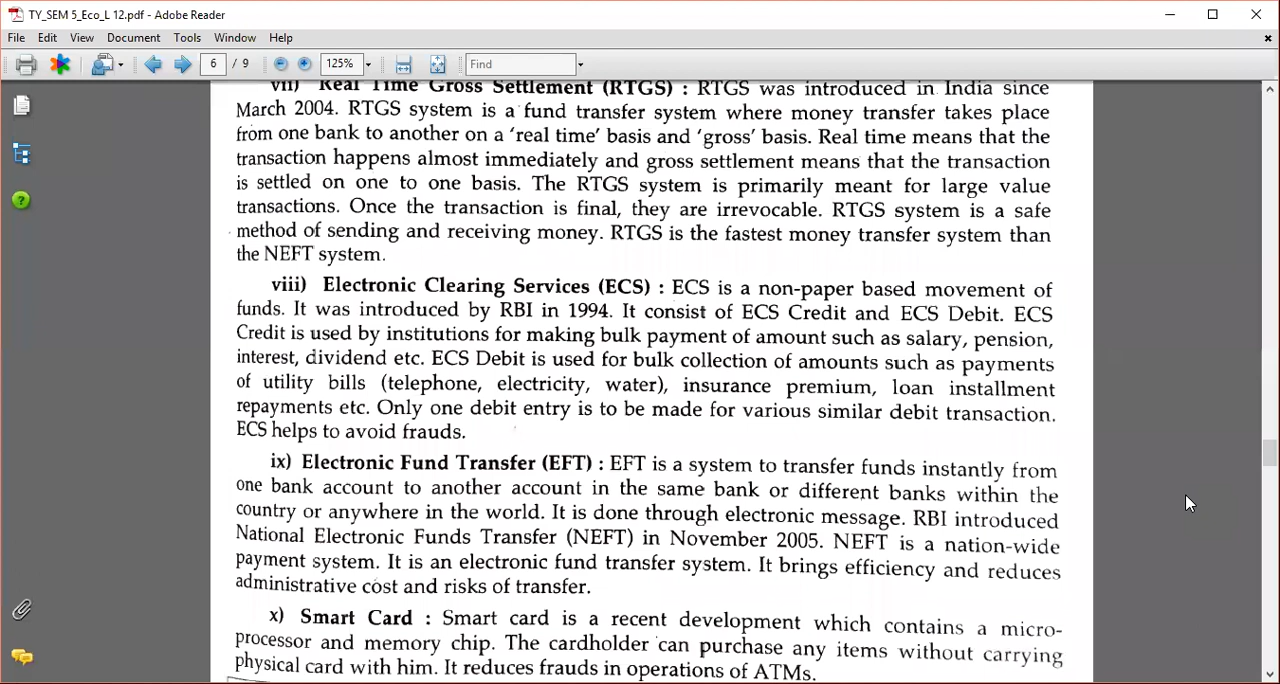 TY_SEM 5_Eco_L 12.pdf - Adobe Reader
File Edit View Document Tools Window Help
6 / 9 125% Find
vii) Real Time Gross Settlement (RTGS) : RTGS was introduced in India since
March 2004. RTGS system is a fund transfer system where money transfer takes place
from one bank to another on a ‘real time’ basis and ‘gross’ basis. Real time means that the
transaction happens almost immediately and gross settlement means that the transaction
is settled on one to one basis. The RTGS system is primarily meant for large value
transactions. Once the transaction is final, they are irrevocable. RTGS system is a safe
method of sending and receiving money. RTGS is the fastest money transfer system than
the NEFT system.
viii) Electronic Clearing Services (ECS) : ECS is a non-paper based movement of
funds. It was introduced by RBI in 1994. It consist of ECS Credit and ECS Debit. ECS
Credit is used by institutions for making bulk payment of amount such as salary, pension,
interest, dividend etc. ECS Debit is used for bulk collection of amounts such as payments
of utility bills (telephone, electricity, water), insurance premium, loan installment
repayments etc. Only one debit entry is to be made for various similar debit transaction.
ECS helps to avoid frauds.
ix) Electronic Fund Transfer (EFT) : EFT is a system to transfer funds instantly from
one bank account to another account in the same bank or different banks within the
country or anywhere in the world. It is done through electronic message. RBI introduced
National Electronic Funds Transfer (NEFT) in November 2005. NEFT is a nation-wide
payment system. It is an electronic fund transfer system. It brings efficiency and reduces
administrative cost and risks of transfer.
x) Smart Card : Smart card is a recent development which contains a micro-
processor and memory chip. The cardholder can purchase any items without carrying
physical card with him. It reduces frauds in operations of ATMs.